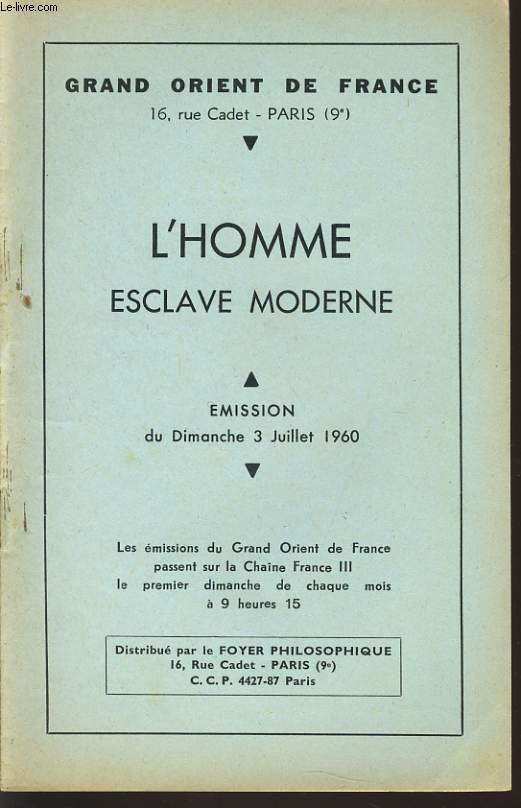 © Le-livre.com
GRAND ORIENT DE FRANCE
16, rue Cadet - PARIS (9e)
▼
L'HOMME
ESCLAVE MODERNE
▲
EMISSION
du Dimanche 3 Juillet 1960
▼
Les émissions du Grand Orient de France
passent sur la Chaîne France III
le premier dimanche de chaque mois
à 9 heures 15
Distribué par le FOYER PHILOSOPHIQUE
16, Rue Cadet - PARIS (9e)
C. C. P. 4427-87 Paris